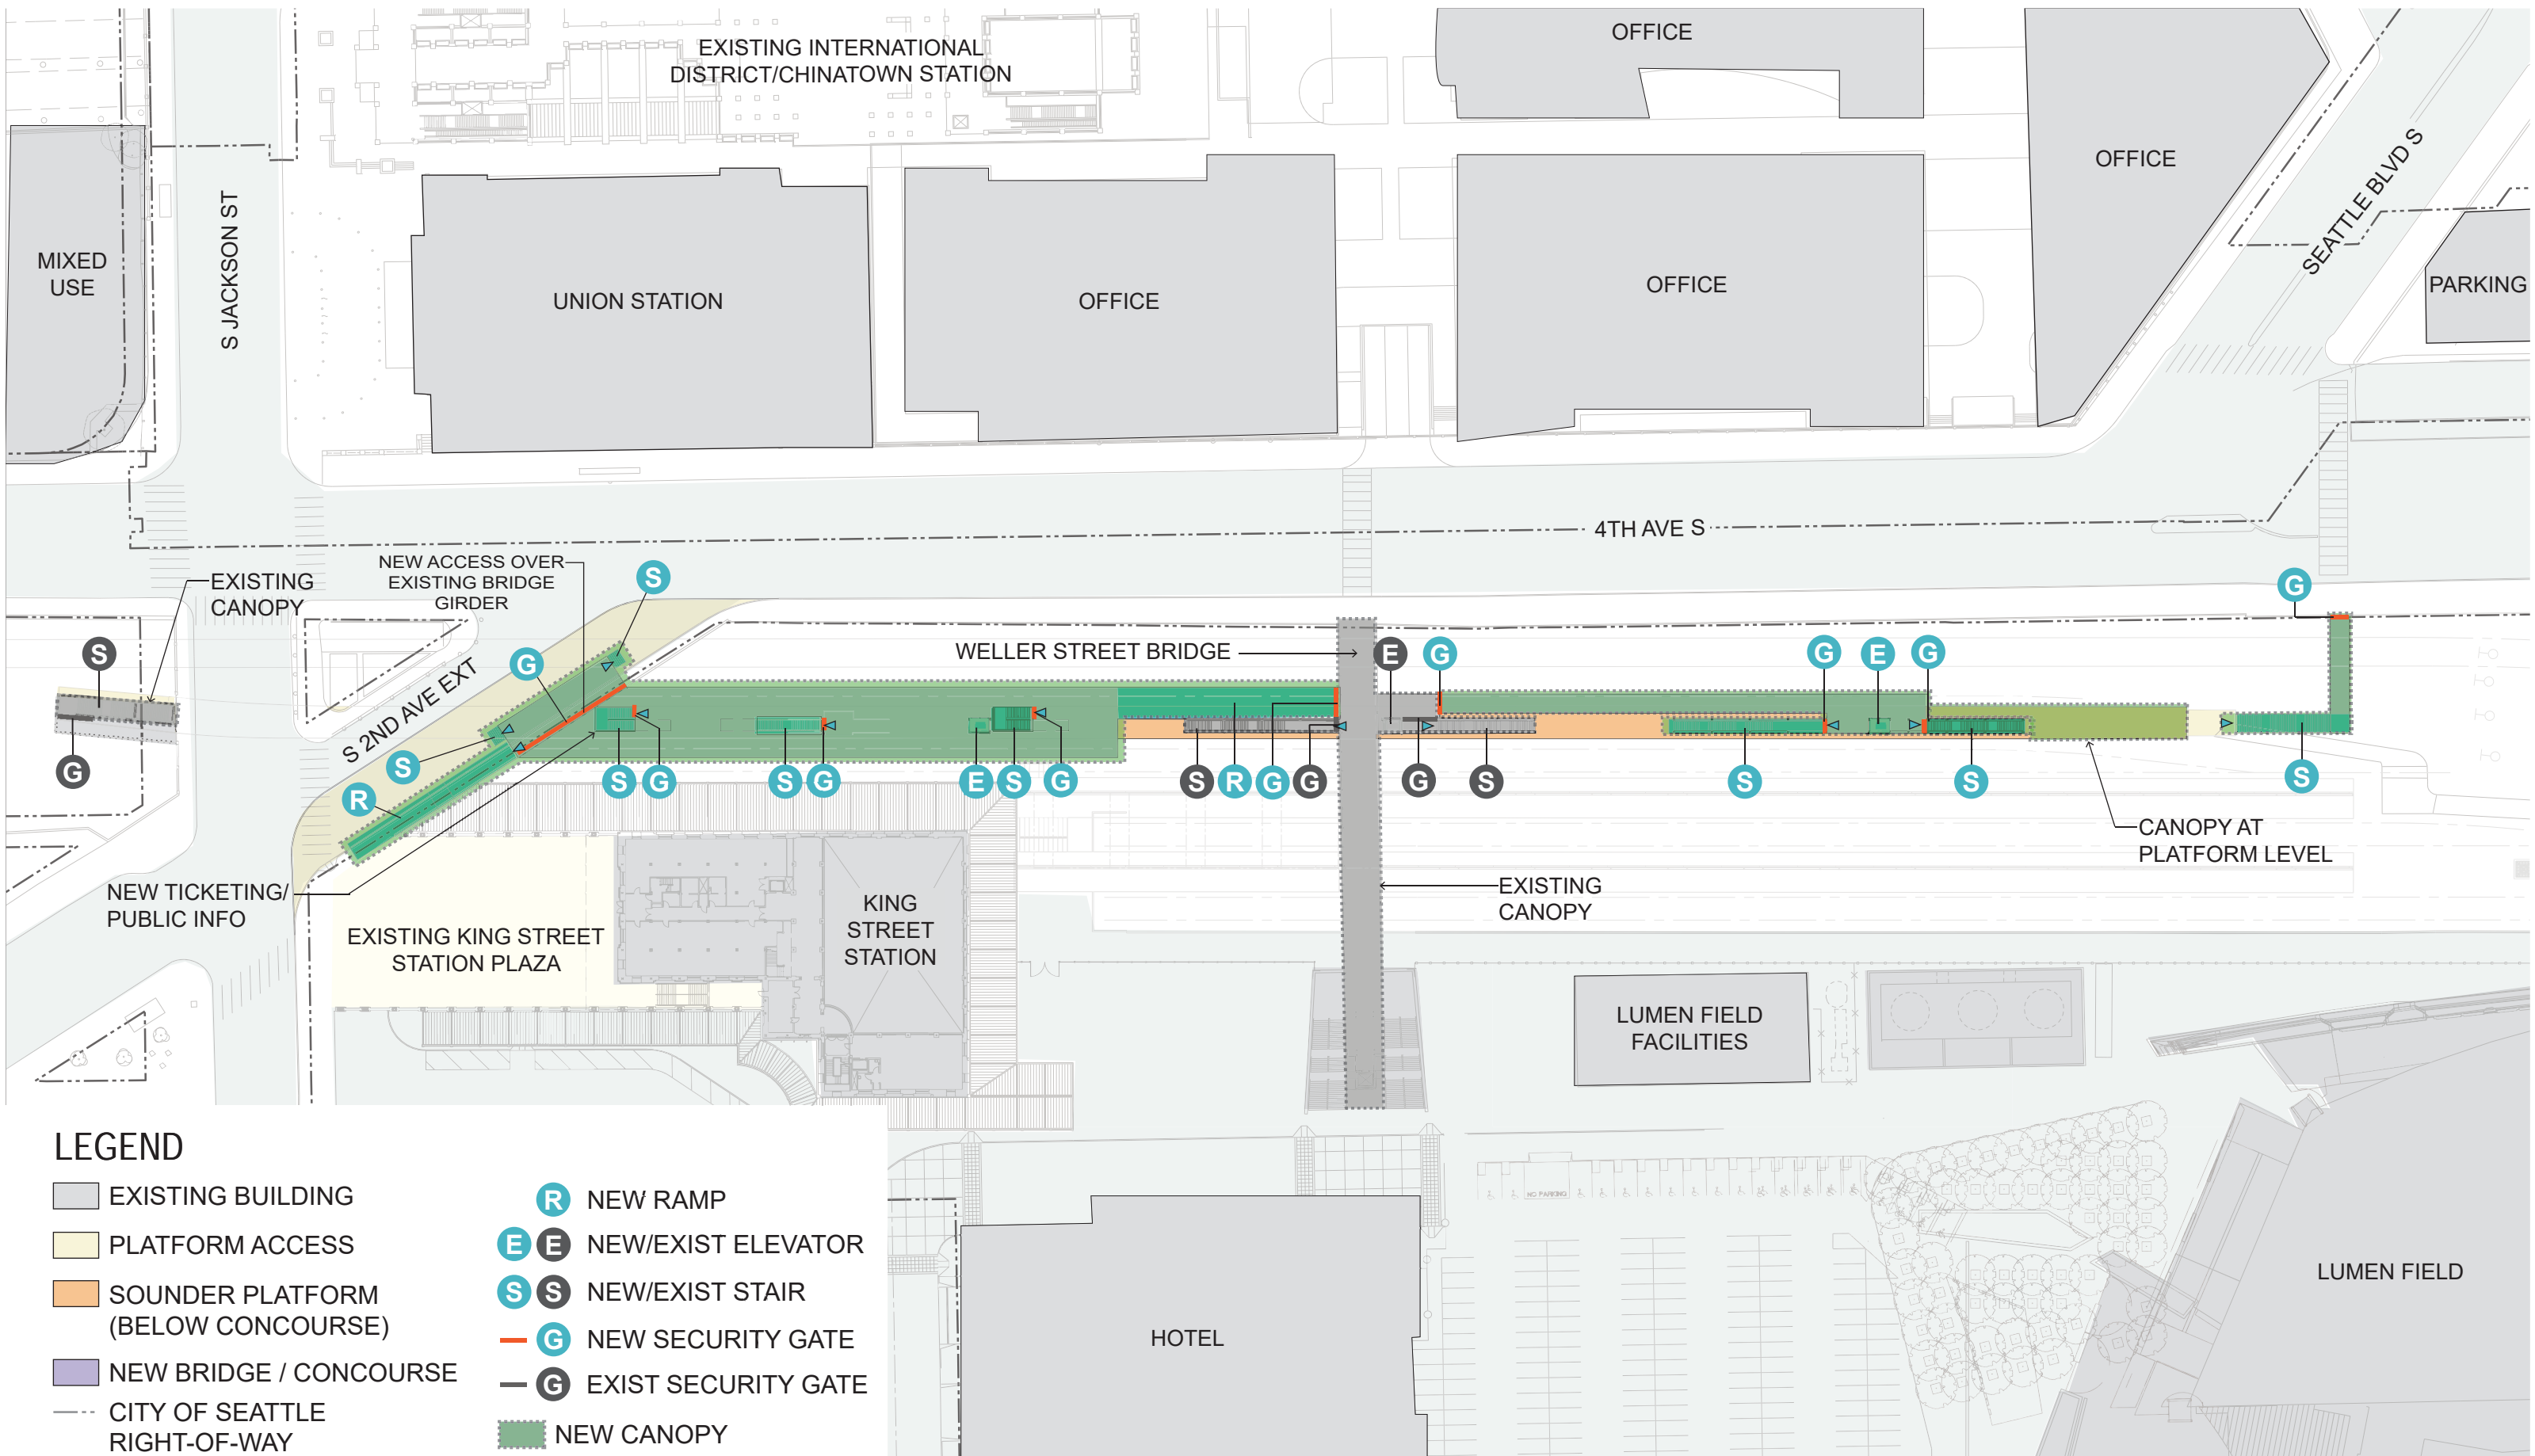 EXISTING INTERNATIONAL
DISTRICT/CHINATOWN STATION
OFFICE
OFFICE
SEATTLE BLVD S
MIXED
USE
S JACKSON ST
UNION STATION
OFFICE
OFFICE
PARKING
4TH AVE S
EXISTING
CANOPY
NEW ACCESS OVER
EXISTING BRIDGE
GIRDER
S
G
S
G
S 2ND AVE EXT
G
S
S
R
WELLER STREET BRIDGE
E
G
G
E
G
S
G
S
G
E
S
G
S
R
G
G
G
S
S
S
S
NEW TICKETING/
PUBLIC INFO
CANOPY AT
PLATFORM LEVEL
EXISTING
CANOPY
EXISTING KING STREET
STATION PLAZA
KING
STREET
STATION
LUMEN FIELD
FACILITIES
NO PARKING
HOTEL
LUMEN FIELD
LEGEND
EXISTING BUILDING
PLATFORM ACCESS
SOUNDER PLATFORM
(BELOW CONCOURSE)
NEW BRIDGE / CONCOURSE
CITY OF SEATTLE
RIGHT-OF-WAY
R NEW RAMP
E E NEW/EXIST ELEVATOR
S S NEW/EXIST STAIR
G NEW SECURITY GATE
G EXIST SECURITY GATE
NEW CANOPY